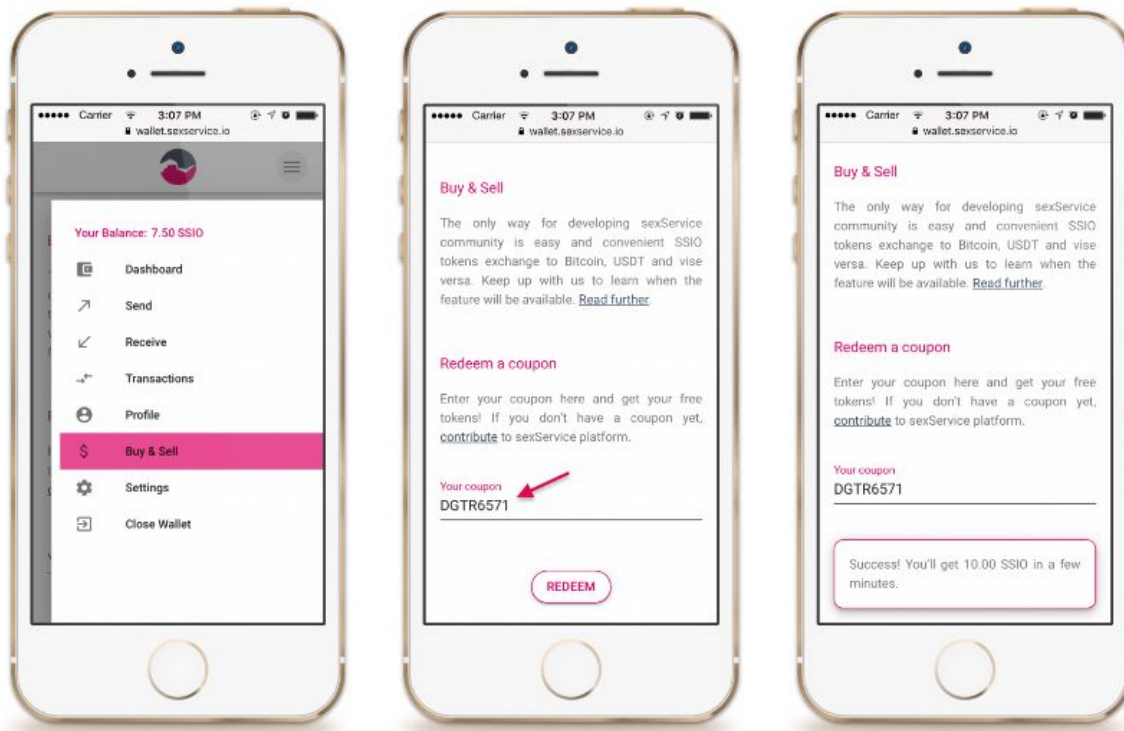 Carrier 3:07 PM
wallet.sexservice.io
Your Balance: 7.50 SSIO
Dashboard
Send
Receive
Transactions
Profile
Buy & Sell
Settings
Close Wallet
Carrier 3:07 PM
wallet.sexservice.io
Buy & Sell
The only way for developing sexService
community is easy and convenient SSIO
tokens exchange to Bitcoin, USDT and vise
versa. Keep up with us to learn when the
feature will be available. Read further.
Redeem a coupon
Enter your coupon here and get your free
tokens! If you don't have a coupon yet,
contribute to sexService platform.
Your coupon
DGTR6571
REDEEM
Carrier 3:07 PM
wallet.sexservice.io
Buy & Sell
The only way for developing sexService
community is easy and convenient SSIO
tokens exchange to Bitcoin, USDT and vise
versa. Keep up with us to learn when the
feature will be available. Read further.
Redeem a coupon
Enter your coupon here and get your free
tokens! If you don't have a coupon yet,
contribute to sexService platform.
Your coupon
DGTR6571
Success! You'll get 10.00 SSIO in a few
minutes.